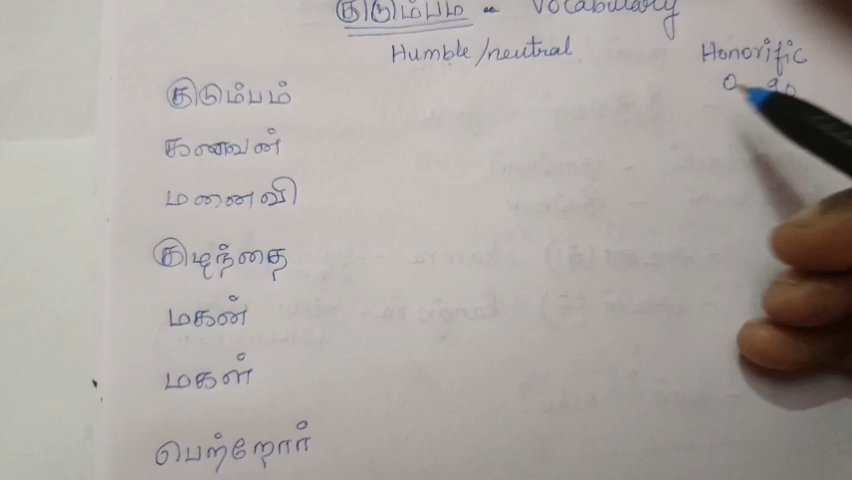 குடும்பம் - Vocabulary
Humble/neutral Honorific
குடும்பம்
கணவன்
மனைவி
குழந்தை
மகன்
மகள்
பெற்றோர்